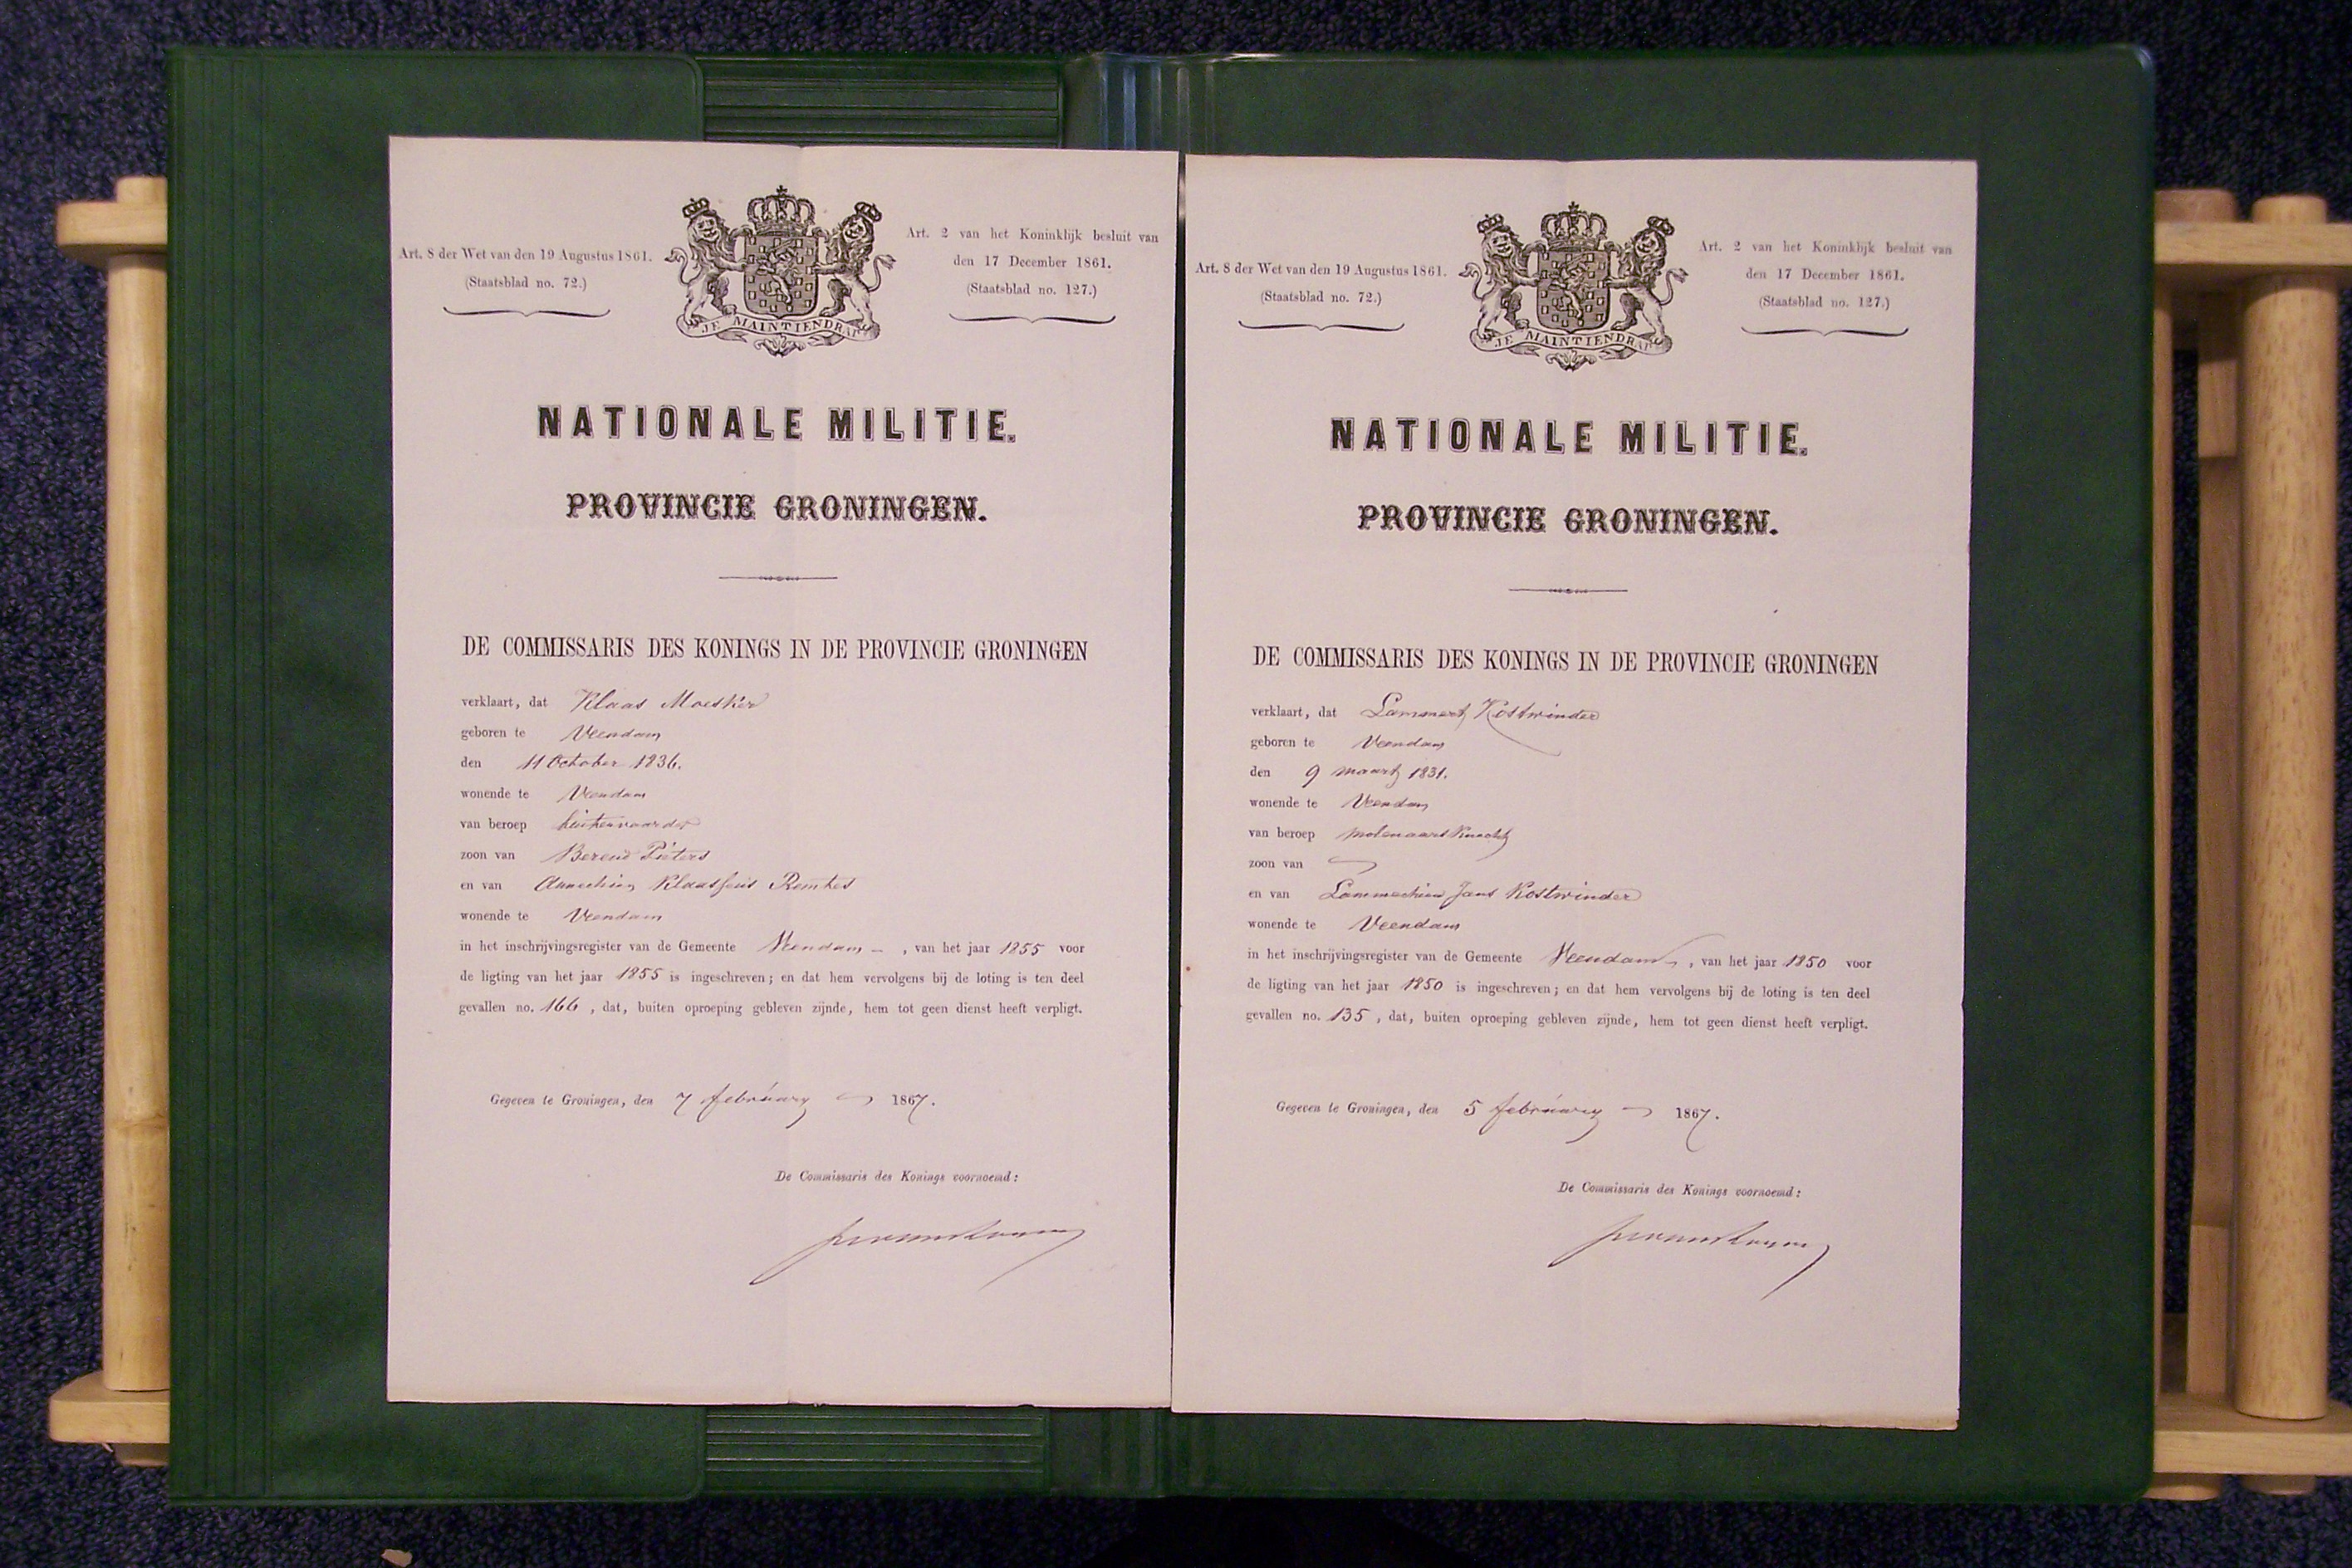 Art. 8 der Wet van den 19 Augustus 1861.
(Staatsblad no. 72.)
JE MAINTIENDRAI
Art. 2 van het Koninklijk besluit van
den 17 December 1861.
(Staatsblad no. 127.)
NATIONALE MILITIE.
PROVINCIE GRONINGEN.
DE COMMISSARIS DES KONINGS IN DE PROVINCIE GRONINGEN
verklaart, dat Klaas Moesker
geboren te Veendam
den 11 October 1836.
wonende te Veendam
van beroep buitenvaarder
zoon van Berend Pieters
en van Annechien Klaassens Remkes
wonende te Veendam
in het inschrijvingsregister van de Gemeente Veendam – , van het jaar 1855 voor
de ligting van het jaar 1855 is ingeschreven; en dat hem vervolgens bij de loting is ten deel
gevallen no. 166 , dat, buiten oproeping gebleven zijnde, hem tot geen dienst heeft verpligt.
Gegeven te Groningen, den 7 february 1867.
De Commissaris des Konings voornoemd:
Art. 8 der Wet van den 19 Augustus 1861.
(Staatsblad no. 72.)
JE MAINTIENDRAI
Art. 2 van het Koninklijk besluit van
den 17 December 1861.
(Staatsblad no. 127.)
NATIONALE MILITIE.
PROVINCIE GRONINGEN.
DE COMMISSARIS DES KONINGS IN DE PROVINCIE GRONINGEN
verklaart, dat Lammert Kostwinder
geboren te Veendam
den 9 maart 1831.
wonende te Veendam
van beroep molenaars knecht
zoon van
en van Lammechien Jans Kostwinder
wonende te Veendam
in het inschrijvingsregister van de Gemeente Veendam , van het jaar 1850 voor
de ligting van het jaar 1850 is ingeschreven; en dat hem vervolgens bij de loting is ten deel
gevallen no. 135 , dat, buiten oproeping gebleven zijnde, hem tot geen dienst heeft verpligt.
Gegeven te Groningen, den 5 february 1867.
De Commissaris des Konings voornoemd: